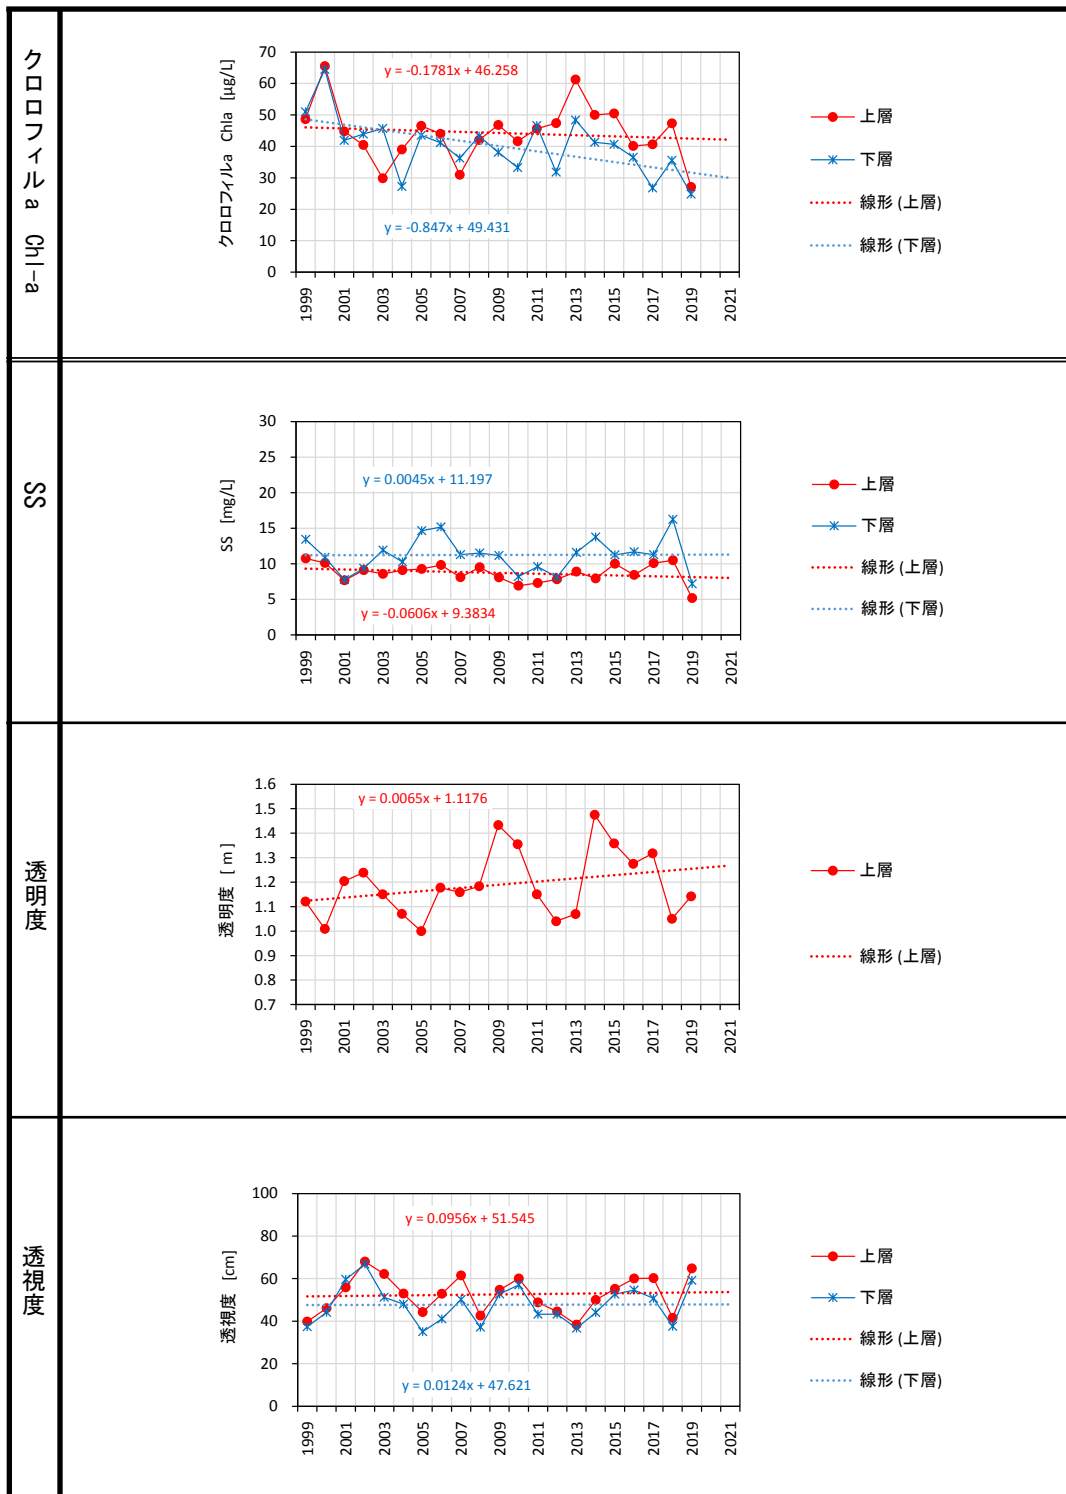 クロロフィルa Chl-a
70
60
50
40
30
20
10
0
クロロフィルa Chla [μg/L]
y = -0.1781x + 46.258
y = -0.847x + 49.431
1999
2001
2003
2005
2007
2009
2011
2013
2015
2017
2019
2021
上層
下層
線形 (上層)
線形 (下層)
SS
30
25
20
15
10
5
0
SS [mg/L]
y = 0.0045x + 11.197
y = -0.0606x + 9.3834
1999
2001
2003
2005
2007
2009
2011
2013
2015
2017
2019
2021
上層
下層
線形 (上層)
線形 (下層)
透明度
1.6
1.5
1.4
1.3
1.2
1.1
1.0
0.9
0.8
0.7
透明度 [ m ]
y = 0.0065x + 1.1176
1999
2001
2003
2005
2007
2009
2011
2013
2015
2017
2019
2021
上層
線形 (上層)
透視度
100
80
60
40
20
0
透視度 [cm]
y = 0.0956x + 51.545
y = 0.0124x + 47.621
1999
2001
2003
2005
2007
2009
2011
2013
2015
2017
2019
2021
上層
下層
線形 (上層)
線形 (下層)